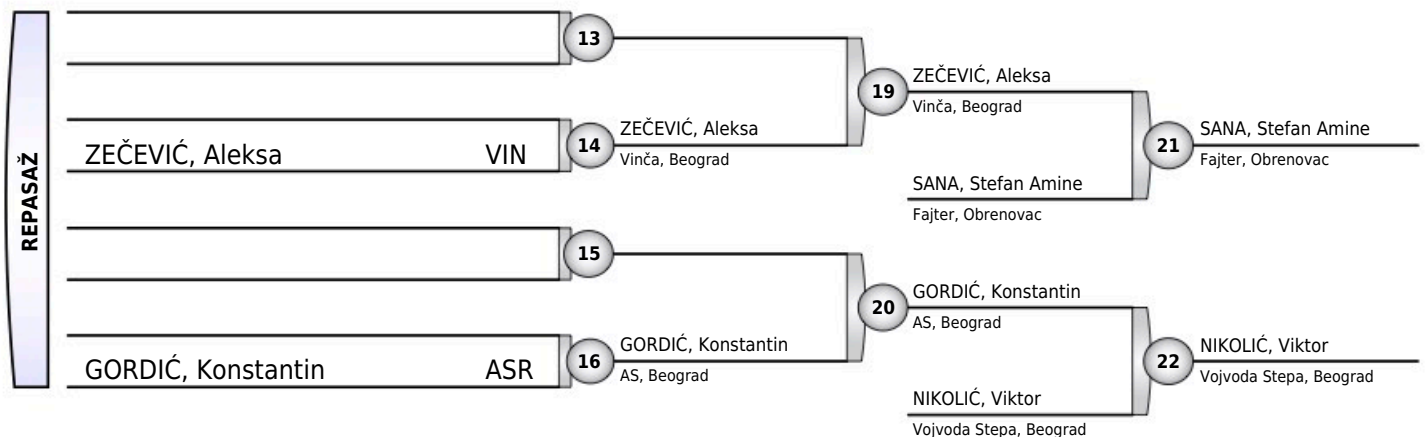 REPASAŽ
13
ZEČEVIĆ, Aleksa VIN
14
ZEČEVIĆ, Aleksa
Vinča, Beograd
19
ZEČEVIĆ, Aleksa
Vinča, Beograd
SANA, Stefan Amine
Fajter, Obrenovac
21
SANA, Stefan Amine
Fajter, Obrenovac
15
GORDIĆ, Konstantin ASR
16
GORDIĆ, Konstantin
AS, Beograd
20
GORDIĆ, Konstantin
AS, Beograd
NIKOLIĆ, Viktor
Vojvoda Stepa, Beograd
22
NIKOLIĆ, Viktor
Vojvoda Stepa, Beograd